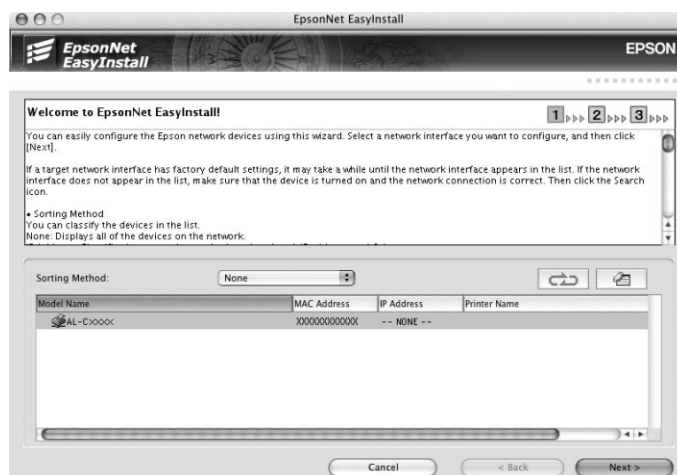 EpsonNet EasyInstall
EpsonNet
EasyInstall
EPSON
Welcome to EpsonNet EasyInstall!
1 2 3
You can easily configure the Epson network devices using this wizard. Select a network interface you want to configure, and then click
[Next].
If a target network interface has factory default settings, it may take a while until the network interface appears in the list. If the network
interface does not appear in the list, make sure that the device is turned on and the network connection is correct. Then click the Search
icon.
• Sorting Method
You can classify the devices in the list.
None: Displays all of the devices on the network.
Sorting Method: None
Model Name MAC Address IP Address Printer Name
AL-CXXXX XXXXXXXXXXXX -- NONE --
Cancel < Back Next >